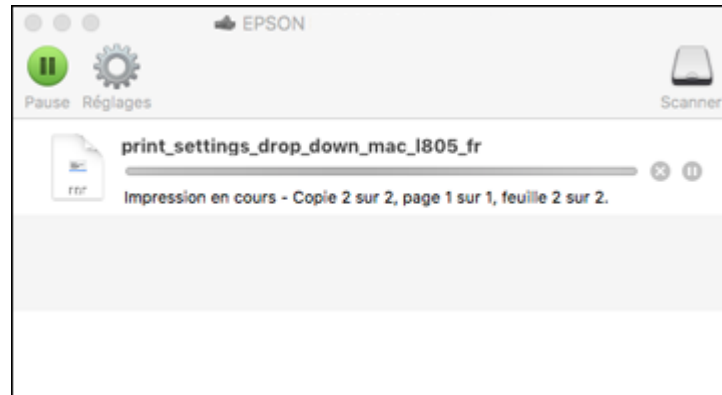 EPSON
Pause Réglages Scanner
print_settings_drop_down_mac_l805_fr
Impression en cours - Copie 2 sur 2, page 1 sur 1, feuille 2 sur 2.